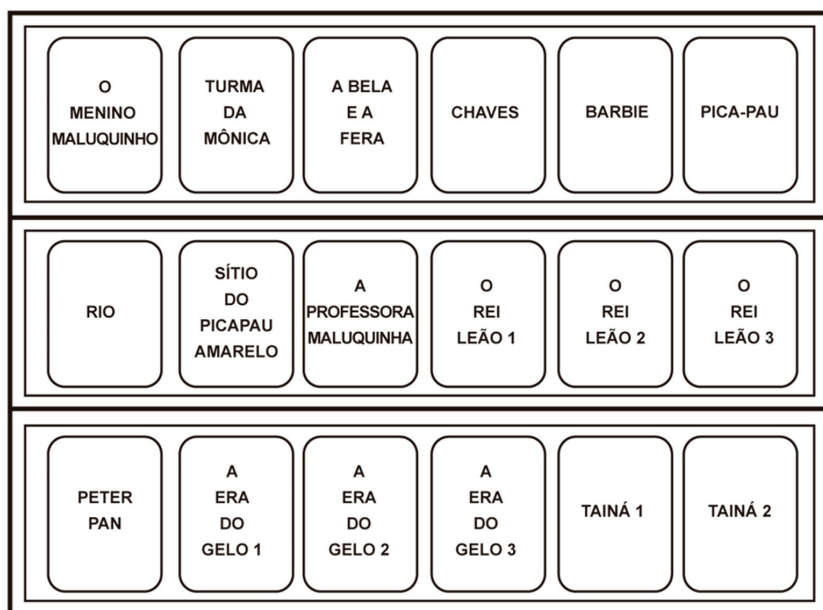 O
MENINO
MALUQUINHO
TURMA
DA
MÔNICA
A BELA
E A
FERA
CHAVES
BARBIE
PICA-PAU
RIO
SÍTIO
DO
PICAPAU
AMARELO
A
PROFESSORA
MALUQUINHA
O
REI
LEÃO 1
O
REI
LEÃO 2
O
REI
LEÃO 3
PETER
PAN
A
ERA
DO
GELO 1
A
ERA
DO
GELO 2
A
ERA
DO
GELO 3
TAINÁ 1
TAINÁ 2